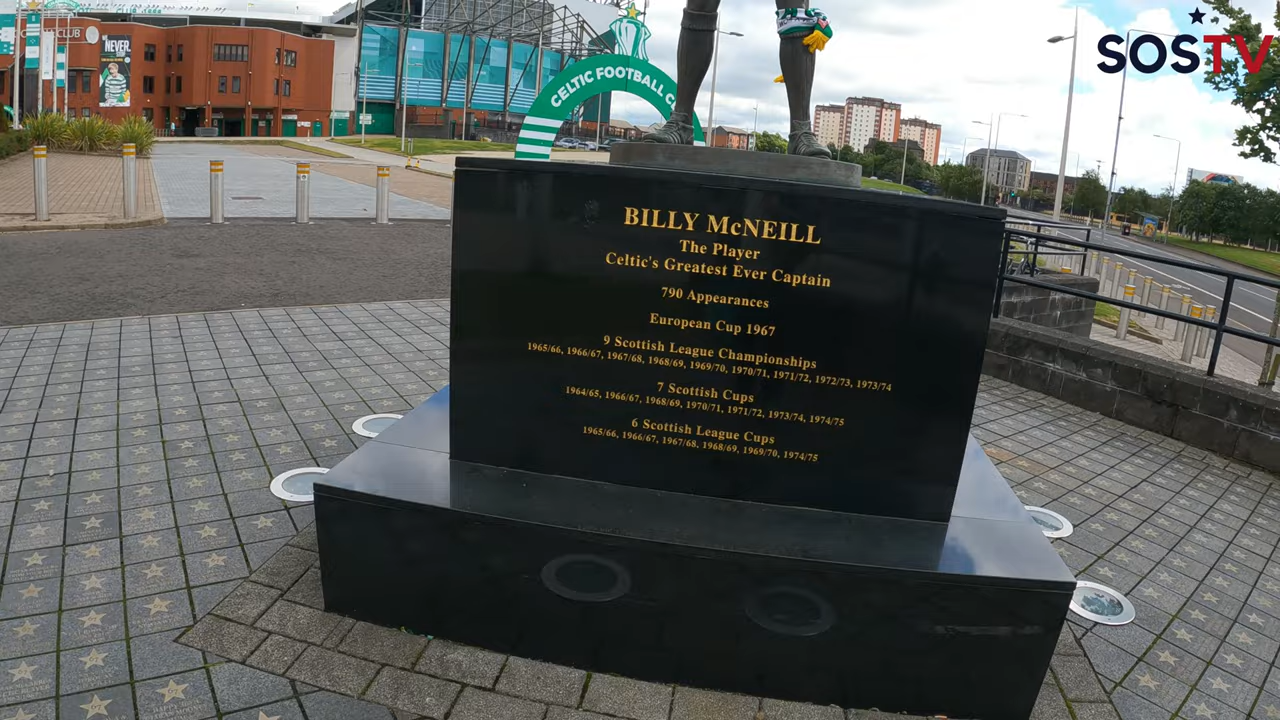 SOSTV
CLUB
NEVER
CELTIC FOOTBALL C
BILLY McNEILL
The Player
Celtic's Greatest Ever Captain
790 Appearances
European Cup 1967
9 Scottish League Championships
1965/66, 1966/67, 1967/68, 1968/69, 1969/70, 1970/71, 1971/72, 1972/73, 1973/74
7 Scottish Cups
1964/65, 1966/67, 1968/69, 1970/71, 1971/72, 1973/74, 1974/75
6 Scottish League Cups
1965/66, 1966/67, 1967/68, 1968/69, 1969/70, 1974/75